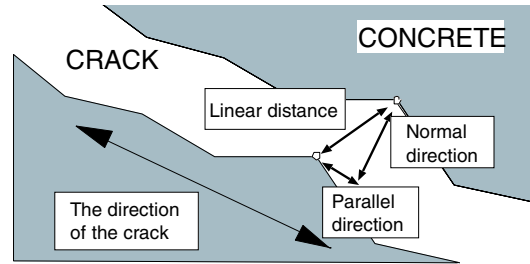 CONCRETE
CRACK
Linear distance
Normal
direction
Parallel
direction
The direction
of the crack